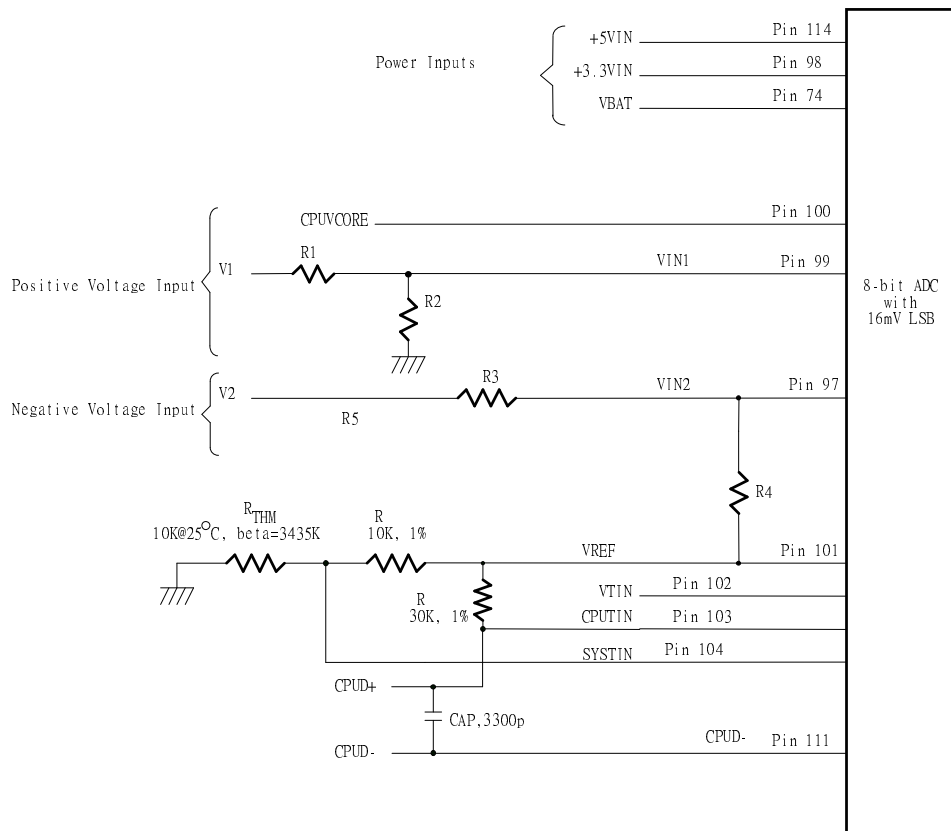 +5VIN
Pin 114
Power Inputs
+3.3VIN
Pin 98
VBAT
Pin 74
CPUVCORE
Pin 100
R1
V1
VIN1
Pin 99
Positive Voltage Input
R2
8-bit ADC
with
16mV LSB
R3
V2
VIN2
Pin 97
Negative Voltage Input
R5
R4
RTHM
10K@25°C, beta=3435K
R
10K, 1%
VREF
Pin 101
R
30K, 1%
VTIN
Pin 102
CPUTIN
Pin 103
SYSTIN
Pin 104
CPUD+
CAP,3300p
CPUD-
CPUD-
Pin 111